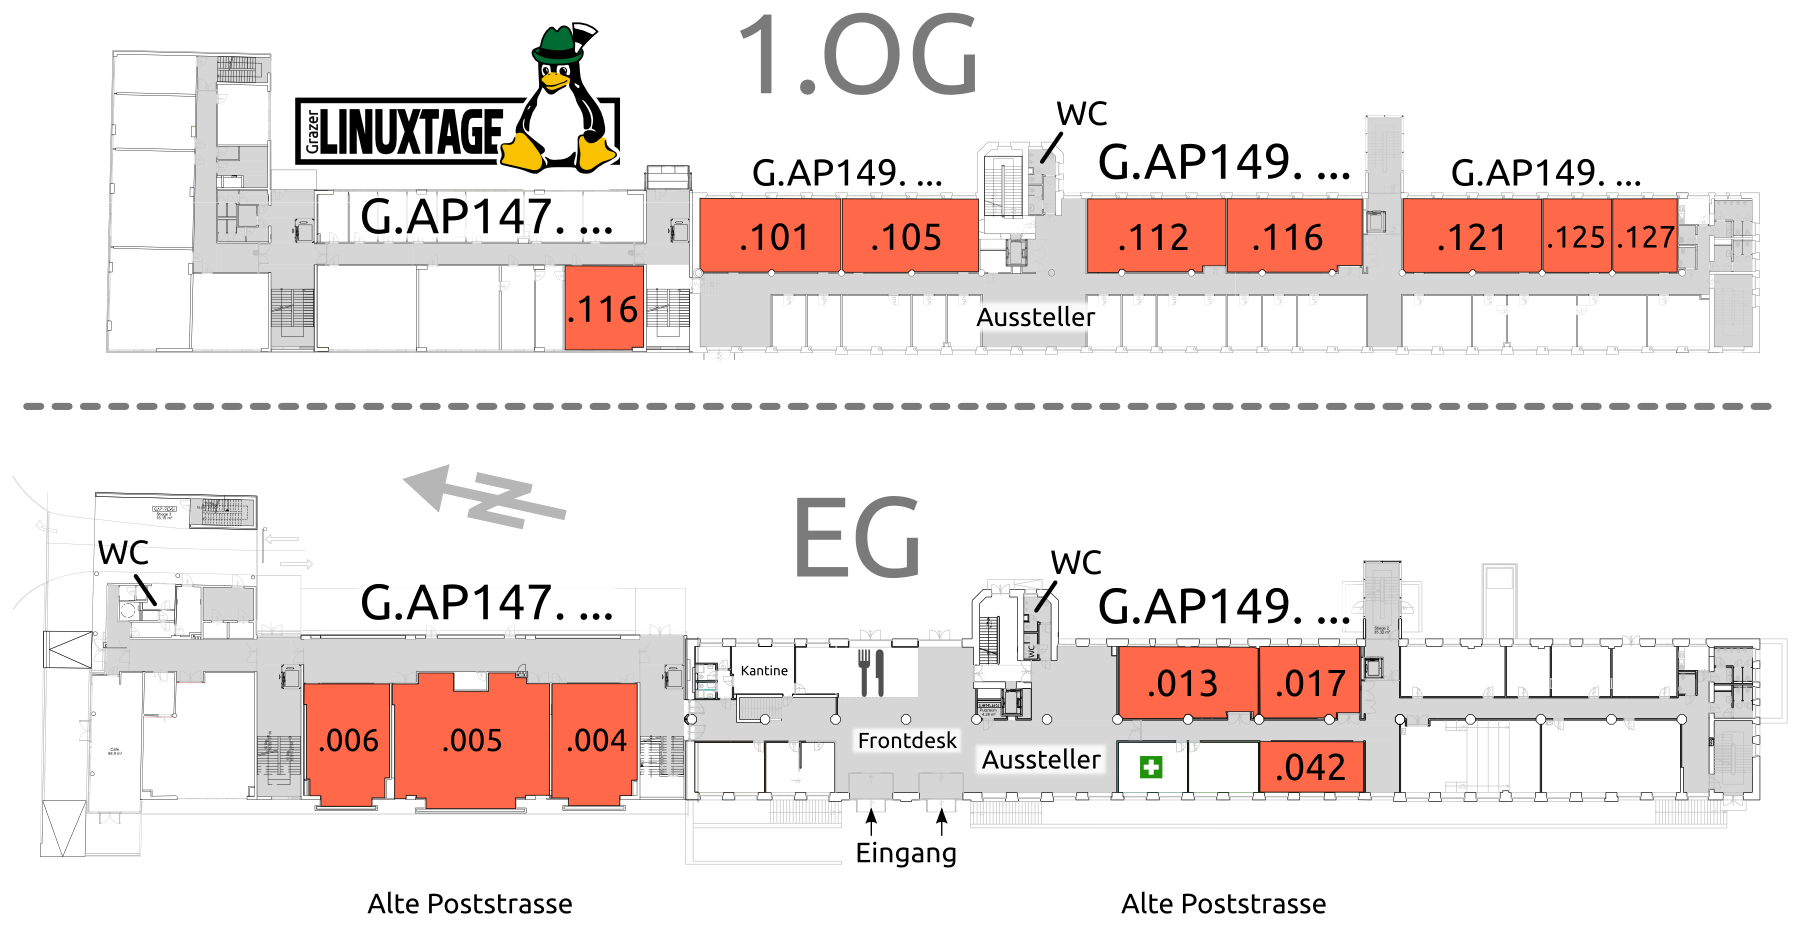 1.OG
Grazer
LINUXTAGE
WC
G.AP149. ...
G.AP149. ...
G.AP149. ...
G.AP147. ...
.101
.105
.112
.116
.121
.125
.127
.116
Aussteller
EG
WC
G.AP147. ...
WC
G.AP149. ...
WC
Kantine
.013
.017
.006
.005
.004
Frontdesk
Aussteller
.042
Eingang
Alte Poststrasse
Alte Poststrasse